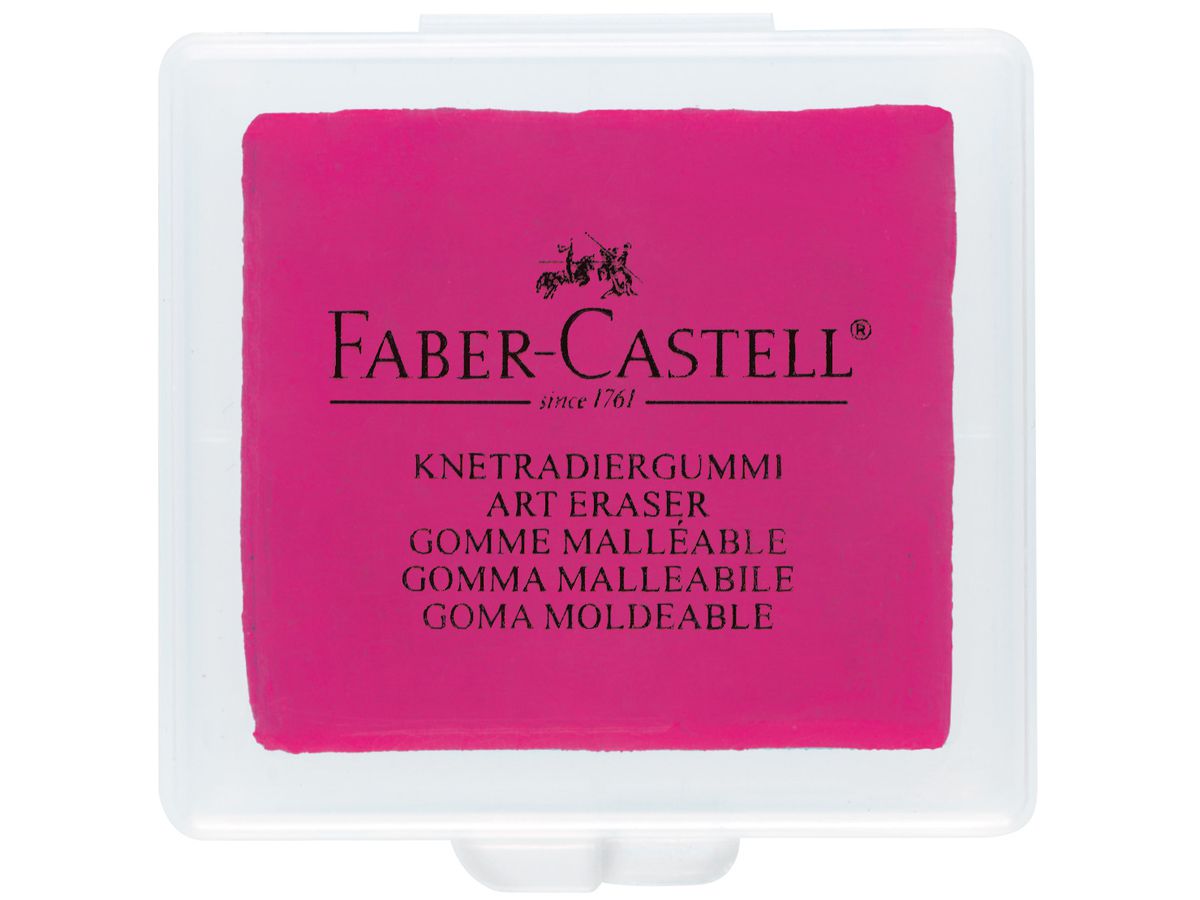 FABER-CASTELL®
since 1761
KNETRADIERGUMMI
ART ERASER
GOMME MALLÉABLE
GOMMA MALLEABILE
GOMA MOLDEABLE